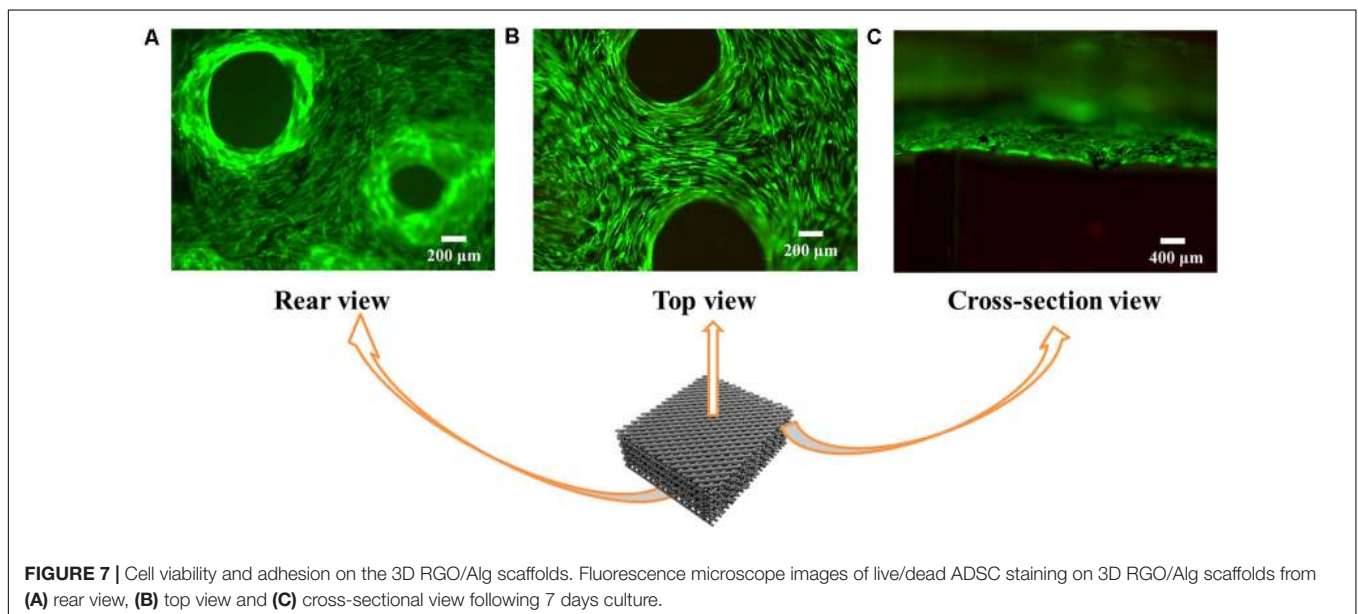 A
B
C
200 µm
200 µm
400 µm
Rear view
Top view
Cross-section view
FIGURE 7 | Cell viability and adhesion on the 3D RGO/Alg scaffolds. Fluorescence microscope images of live/dead ADSC staining on 3D RGO/Alg scaffolds from
(A) rear view, (B) top view and (C) cross-sectional view following 7 days culture.